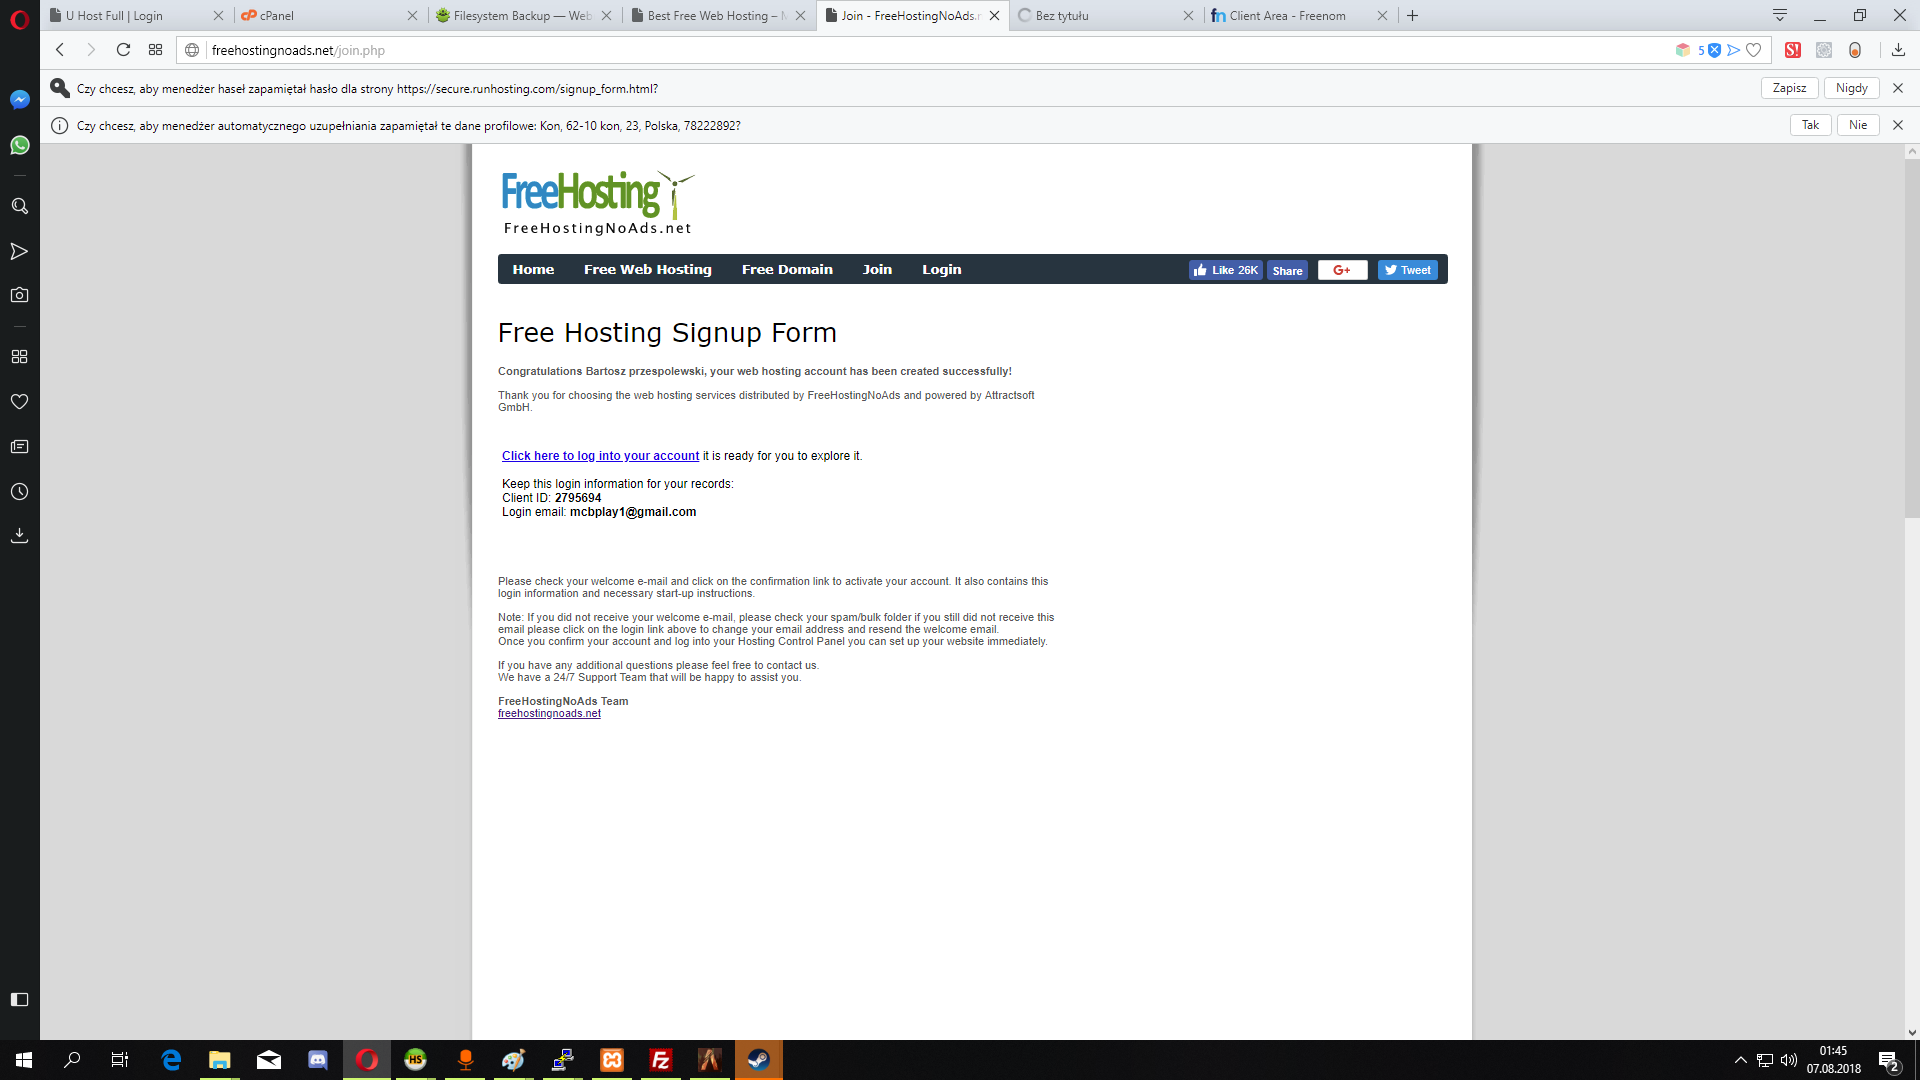 U Host Full | Login
cPanel
Filesystem Backup — Web
Best Free Web Hosting –
Join - FreeHostingNoAds.n
Bez tytułu
Client Area - Freenom
freehostingnoads.net/join.php
5
Czy chcesz, aby menedżer haseł zapamiętał hasło dla strony https://secure.runhosting.com/signup_form.html?
Zapisz
Nigdy
Czy chcesz, aby menedżer automatycznego uzupełniania zapamiętał te dane profilowe: Kon, 62-10 kon, 23, Polska, 78222892?
Tak
Nie
FreeHosting
FreeHostingNoAds.net
Home Free Web Hosting Free Domain Join Login
Like 26K Share G+ Tweet
Free Hosting Signup Form
Congratulations Bartosz przespolewski, your web hosting account has been created successfully!
Thank you for choosing the web hosting services distributed by FreeHostingNoAds and powered by Attractsoft
GmbH.
Click here to log into your account it is ready for you to explore it.
Keep this login information for your records:
Client ID: 2795694
Login email: mcbplay1@gmail.com
Please check your welcome e-mail and click on the confirmation link to activate your account. It also contains this
login information and necessary start-up instructions.
Note: If you did not receive your welcome e-mail, please check your spam/bulk folder if you still did not receive this
email please click on the login link above to change your email address and resend the welcome email.
Once you confirm your account and log into your Hosting Control Panel you can set up your website immediately.
If you have any additional questions please feel free to contact us.
We have a 24/7 Support Team that will be happy to assist you.
FreeHostingNoAds Team
freehostingnoads.net
01:45
07.08.2018
2